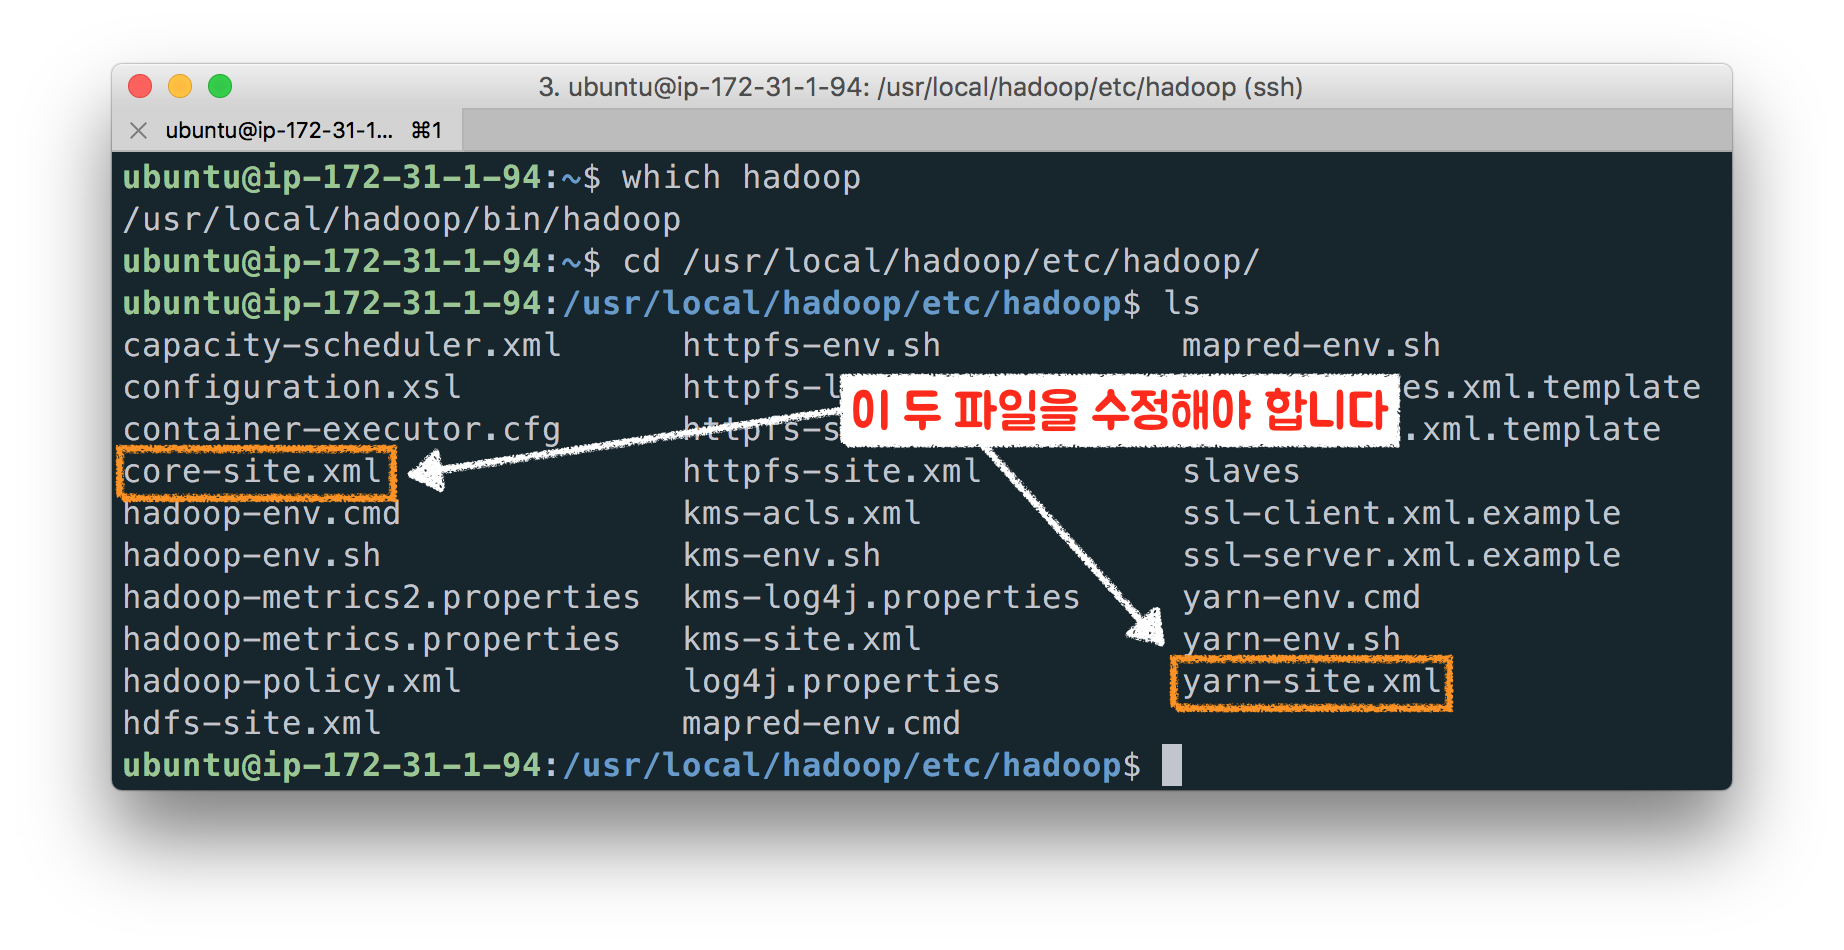 3. ubuntu@ip-172-31-1-94: /usr/local/hadoop/etc/hadoop (ssh)
ubuntu@ip-172-31-1... ⌘1
ubuntu@ip-172-31-1-94:~$ which hadoop
/usr/local/hadoop/bin/hadoop
ubuntu@ip-172-31-1-94:~$ cd /usr/local/hadoop/etc/hadoop/
ubuntu@ip-172-31-1-94:/usr/local/hadoop/etc/hadoop$ ls
capacity-scheduler.xml httpfs-env.sh mapred-env.sh
configuration.xsl es.xml.template
이 두 파일을 수정해야 합니다
container-executor.cfg .xml.template
core-site.xml httpfs-site.xml slaves
hadoop-env.cmd kms-acls.xml ssl-client.xml.example
hadoop-env.sh kms-env.sh ssl-server.xml.example
hadoop-metrics2.properties kms-log4j.properties yarn-env.cmd
hadoop-metrics.properties kms-site.xml yarn-env.sh
hadoop-policy.xml log4j.properties yarn-site.xml
hdfs-site.xml mapred-env.cmd
ubuntu@ip-172-31-1-94:/usr/local/hadoop/etc/hadoop$